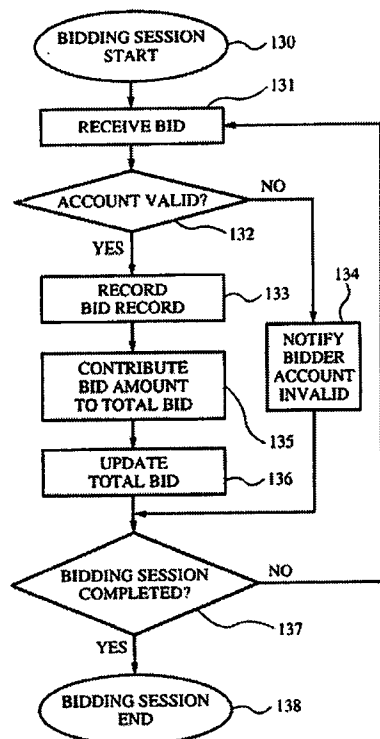 BIDDING SESSION
START
130
131
RECEIVE BID
ACCOUNT VALID?
NO
132
YES
RECORD
BID RECORD
133
134
NOTIFY
BIDDER
ACCOUNT
INVALID
CONTRIBUTE
BID AMOUNT
TO TOTAL BID
135
UPDATE
TOTAL BID
136
BIDDING SESSION
COMPLETED?
NO
137
YES
BIDDING SESSION
END
138